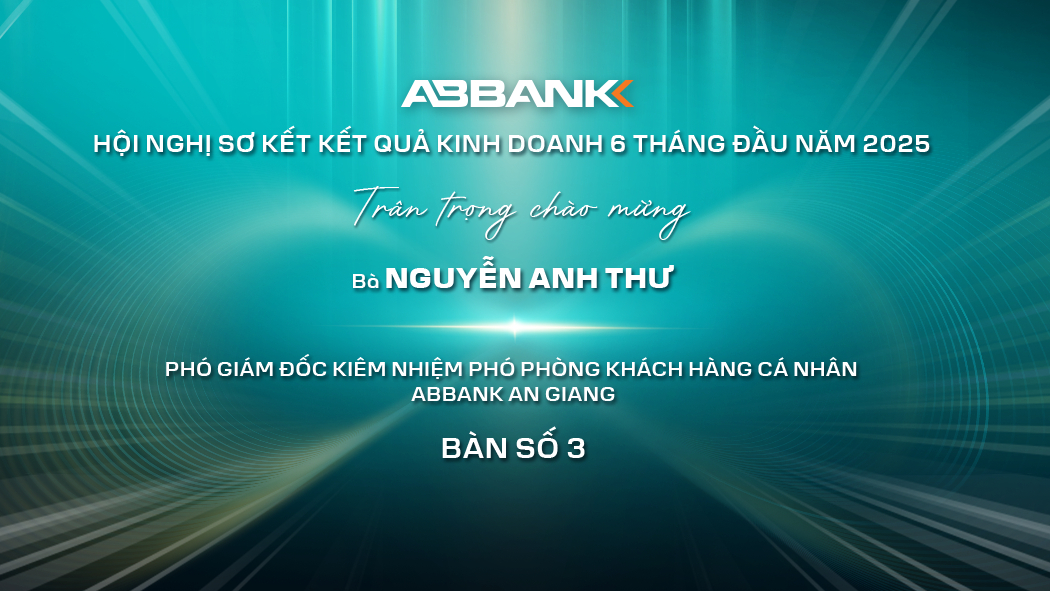 ABBANK
HỘI NGHỊ SƠ KẾT KẾT QUẢ KINH DOANH 6 THÁNG ĐẦU NĂM 2025
Trân trọng chào mừng
Bà NGUYỄN ANH THƯ
PHÓ GIÁM ĐỐC KIÊM NHIỆM PHÓ PHÒNG KHÁCH HÀNG CÁ NHÂN
ABBANK AN GIANG
BÀN SỐ 3